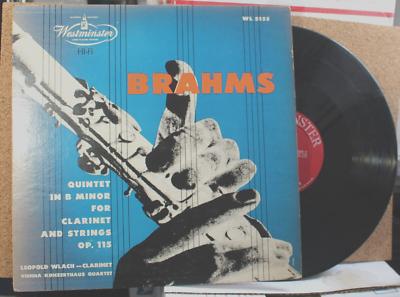 Westminster
HI-FI
WL 5155
BRAHMS
QUINTET
IN B MINOR
FOR
CLARINET
AND STRINGS
OP. 115
LEOPOLD WLACH—CLARINET
VIENNA KONZERTHAUS QUARTET